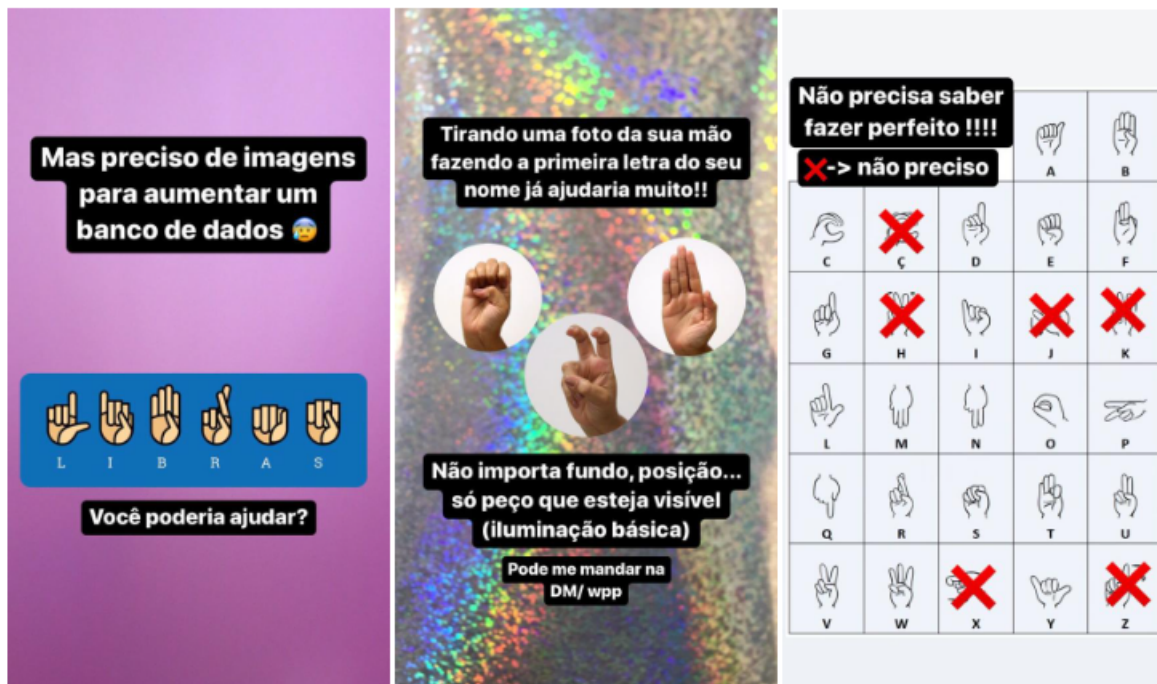 Mas preciso de imagens
para aumentar um
banco de dados 😰
L I B R A S
Você poderia ajudar?
Tirando uma foto da sua mão
fazendo a primeira letra do seu
nome já ajudaria muito!!
Não importa fundo, posição...
só peço que esteja visível
(iluminação básica)
Pode me mandar na
DM/ wpp
Não precisa saber
fazer perfeito !!!!
❌-> não preciso
A B
C Ç D E F
G H I J K
L M N O P
Q R S T U
V W X Y Z